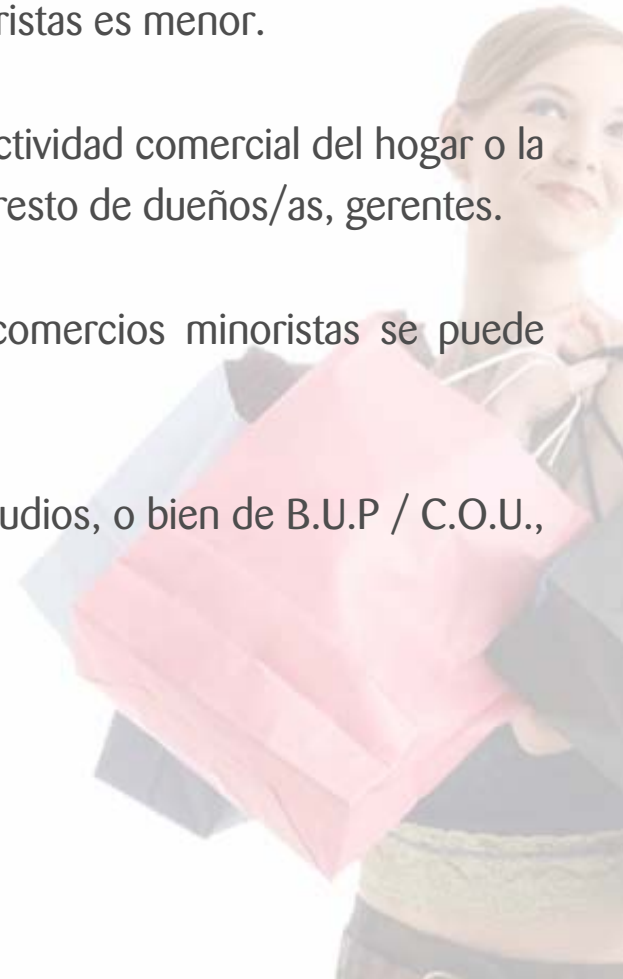 ristas es menor.
ctividad comercial del hogar o la
resto de dueños/as, gerentes.
comercios minoristas se puede
udios, o bien de B.U.P / C.O.U.,